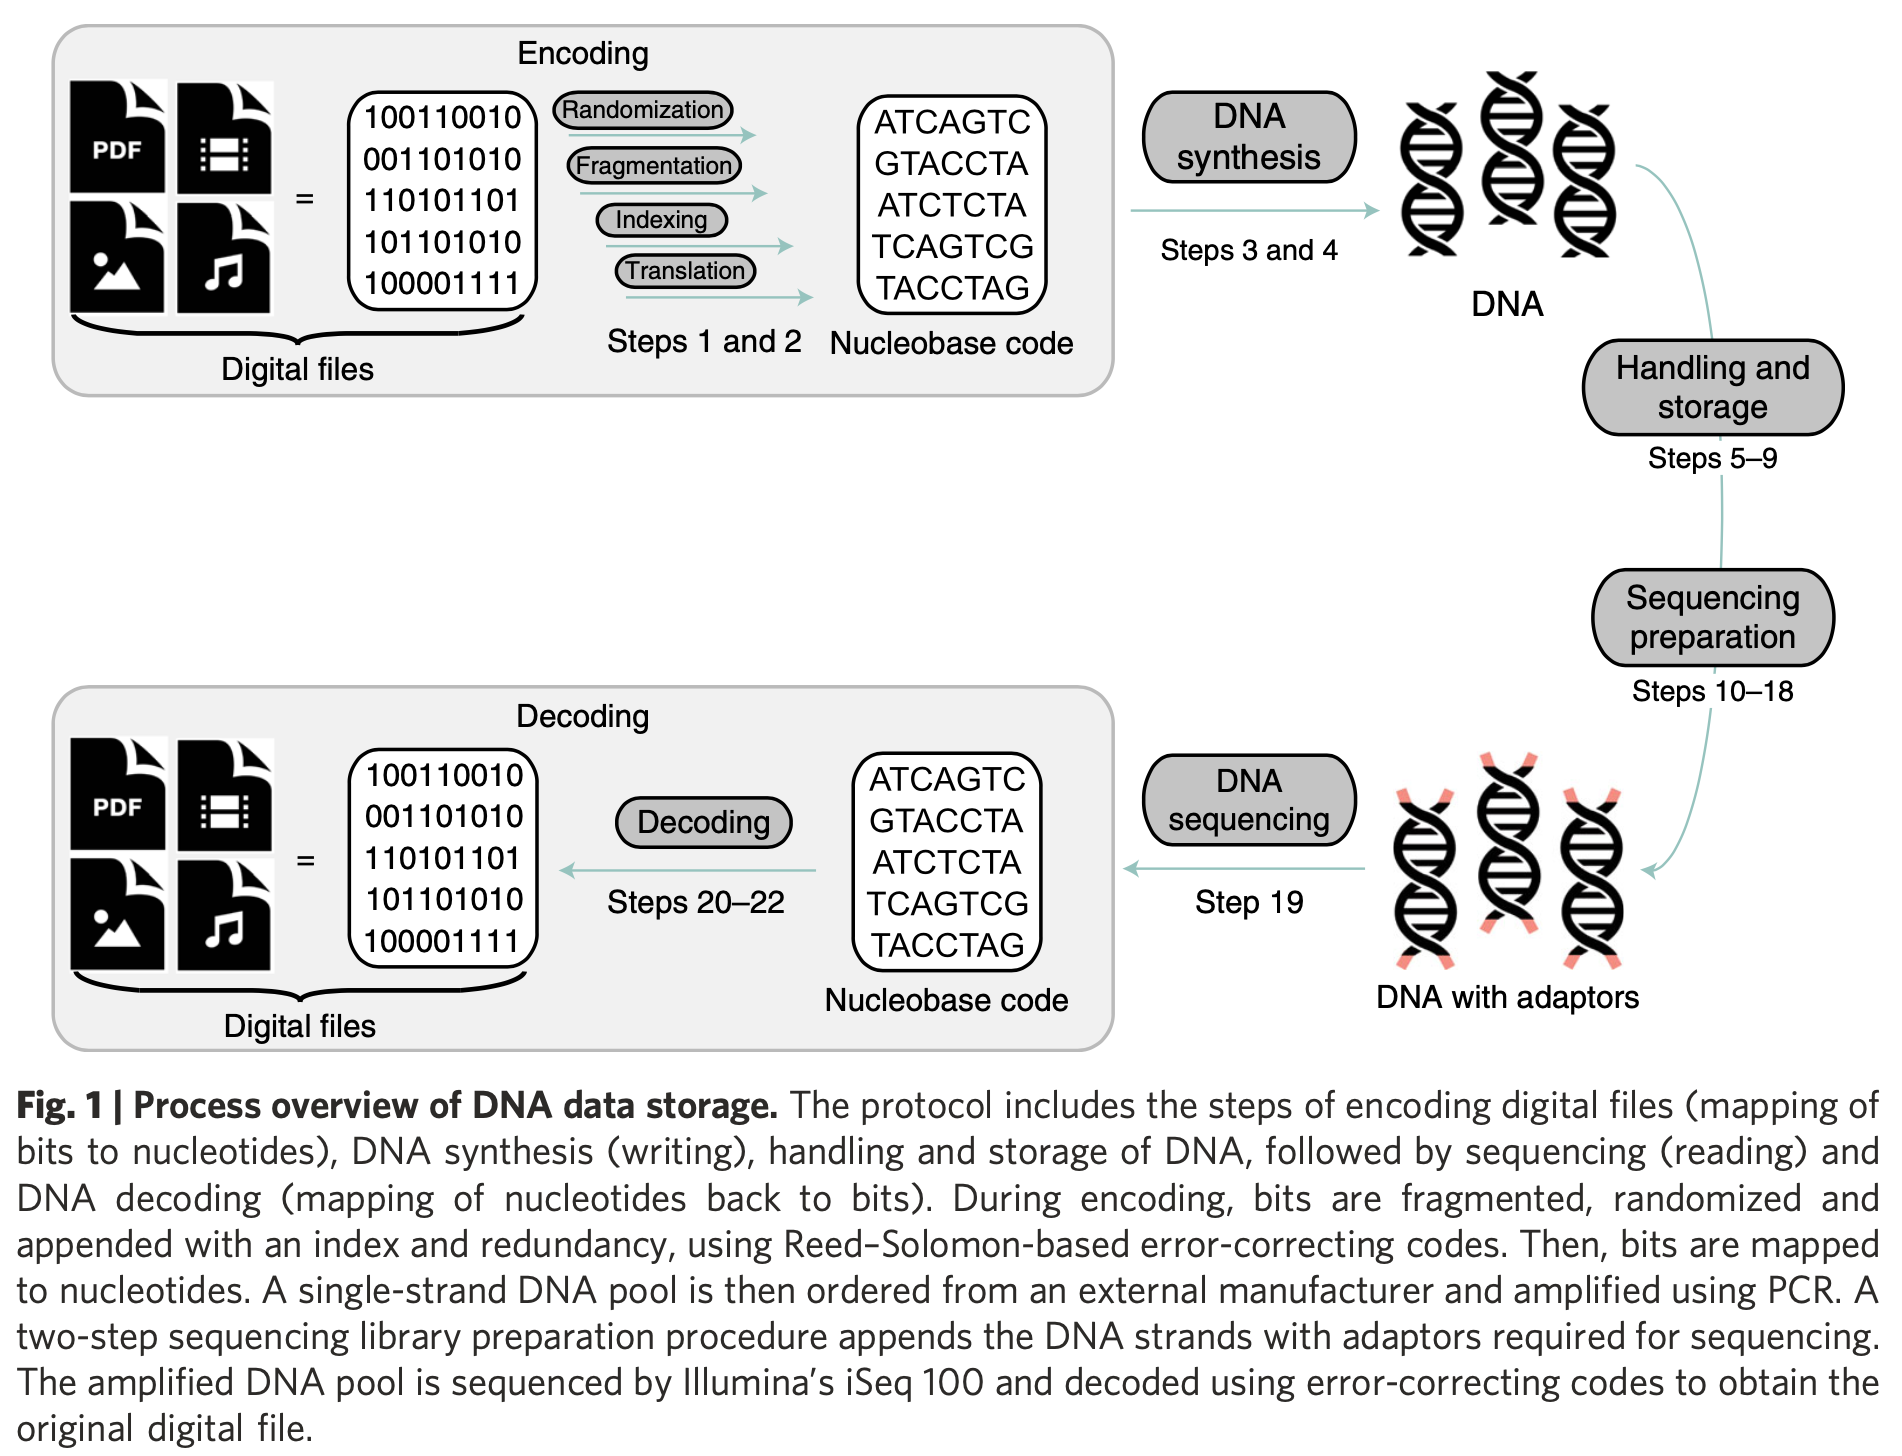 Encoding
PDF
=
100110010
001101010
110101101
101101010
100001111
Digital files
Randomization
Fragmentation
Indexing
Translation
Steps 1 and 2
ATCAGTC
GTACCTA
ATCTCTA
TCAGTCG
TACCTAG
Nucleobase code
DNA
synthesis
Steps 3 and 4
DNA
Handling and
storage
Steps 5–9
Sequencing
preparation
Steps 10–18
DNA with adaptors
DNA
sequencing
Step 19
Decoding
ATCAGTC
GTACCTA
ATCTCTA
TCAGTCG
TACCTAG
Nucleobase code
Decoding
Steps 20–22
PDF
=
100110010
001101010
110101101
101101010
100001111
Digital files
Fig. 1 | Process overview of DNA data storage. The protocol includes the steps of encoding digital files (mapping of
bits to nucleotides), DNA synthesis (writing), handling and storage of DNA, followed by sequencing (reading) and
DNA decoding (mapping of nucleotides back to bits). During encoding, bits are fragmented, randomized and
appended with an index and redundancy, using Reed–Solomon-based error-correcting codes. Then, bits are mapped
to nucleotides. A single-strand DNA pool is then ordered from an external manufacturer and amplified using PCR. A
two-step sequencing library preparation procedure appends the DNA strands with adaptors required for sequencing.
The amplified DNA pool is sequenced by Illumina's iSeq 100 and decoded using error-correcting codes to obtain the
original digital file.